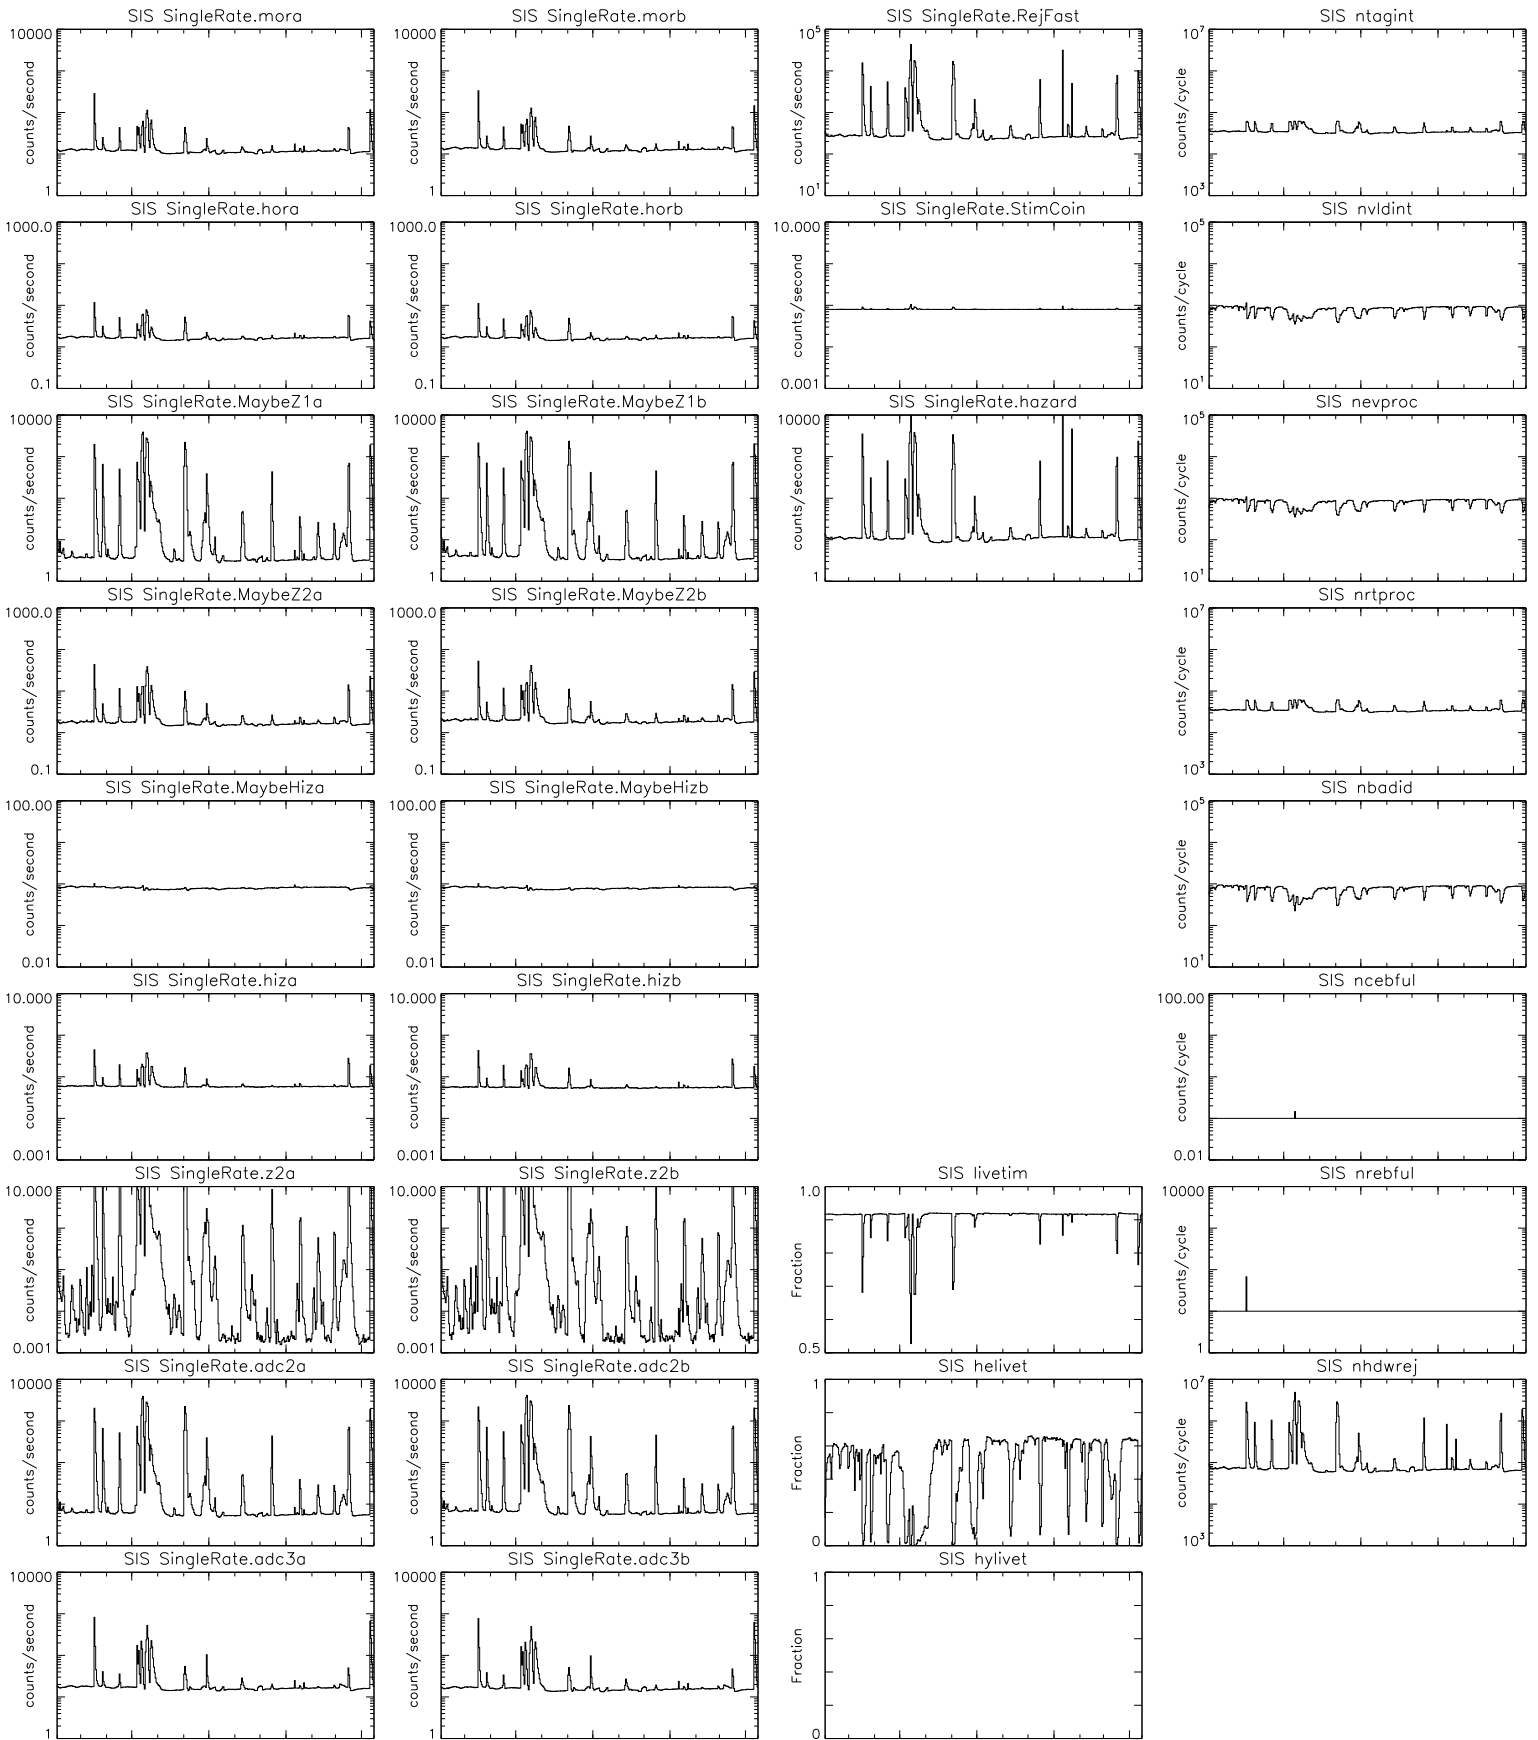 SIS SingleRate.mora
10000
counts/second
1
SIS SingleRate.morb
10000
counts/second
1
SIS SingleRate.RejFast
10^5
counts/second
10^1
SIS ntagint
10^7
counts/cycle
10^3
SIS SingleRate.hora
1000.0
counts/second
0.1
SIS SingleRate.horb
1000.0
counts/second
0.1
SIS SingleRate.StimCoin
10.000
counts/second
0.001
SIS nvldint
10^5
counts/cycle
10^1
SIS SingleRate.MaybeZ1a
10000
counts/second
1
SIS SingleRate.MaybeZ1b
10000
counts/second
1
SIS SingleRate.hazard
10000
counts/second
1
SIS nevproc
10^5
counts/cycle
10^1
SIS SingleRate.MaybeZ2a
1000.0
counts/second
0.1
SIS SingleRate.MaybeZ2b
1000.0
counts/second
0.1
SIS nrtproc
10^7
counts/cycle
10^3
SIS SingleRate.MaybeHiza
100.00
counts/second
0.01
SIS SingleRate.MaybeHizb
100.00
counts/second
0.01
SIS nbadid
10^5
counts/cycle
10^1
SIS SingleRate.hiza
10.000
counts/second
0.001
SIS SingleRate.hizb
10.000
counts/second
0.001
SIS ncebful
100.00
counts/cycle
0.01
SIS SingleRate.z2a
10.000
counts/second
0.001
SIS SingleRate.z2b
10.000
counts/second
0.001
SIS livetim
1.0
Fraction
0.5
SIS nrebful
10000
counts/cycle
1
SIS SingleRate.adc2a
10000
counts/second
1
SIS SingleRate.adc2b
10000
counts/second
1
SIS helivet
1
Fraction
0
SIS nhdwrej
10^7
counts/cycle
10^3
SIS SingleRate.adc3a
10000
counts/second
1
SIS SingleRate.adc3b
10000
counts/second
1
SIS hylivet
1
Fraction
0